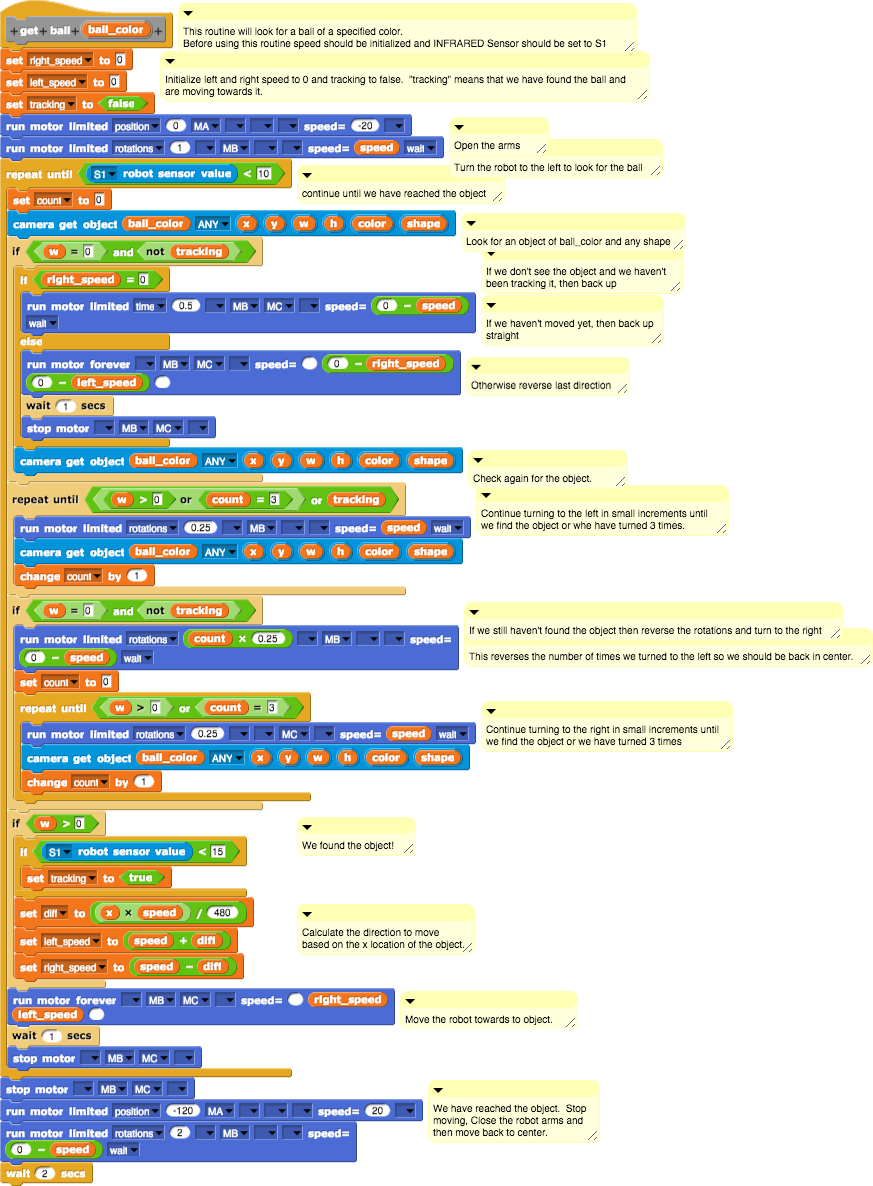 + get + ball + ball_color +
This routine will look for a ball of a specified color.
Before using this routine speed should be initialized and INFRARED Sensor should be set to S1
set right_speed to 0
set left_speed to 0
set tracking to false
Initialize left and right speed to 0 and tracking to false. "tracking" means that we have found the ball and
are moving towards it.
run motor limited position 0 MA speed= -20
Open the arms
run motor limited rotations 1 MB speed= speed wait
Turn the robot to the left to look for the ball
repeat until S1 robot sensor value < 10
continue until we have reached the object
set count to 0
camera get object ball_color ANY x y w h color shape
Look for an object of ball_color and any shape
if w = 0 and not tracking
If we don't see the object and we haven't
been tracking it, then back up
if right_speed = 0
run motor limited time 0.5 MB MC speed= 0 - speed
wait
If we haven't moved yet, then back up
straight
else
run motor forever MB MC speed= 0 - right_speed
0 - left_speed
Otherwise reverse last direction
wait 1 secs
stop motor MB MC
camera get object ball_color ANY x y w h color shape
Check again for the object.
repeat until w > 0 or count = 3 or tracking
Continue turning to the left in small increments until
we find the object or whe have turned 3 times.
run motor limited rotations 0.25 MB speed= speed wait
camera get object ball_color ANY x y w h color shape
change count by 1
if w = 0 and not tracking
If we still haven't found the object then reverse the rotations and turn to the right
run motor limited rotations count × 0.25 MB speed=
0 - speed wait
This reverses the number of times we turned to the left so we should be back in center.
set count to 0
repeat until w > 0 or count = 3
Continue turning to the right in small increments until
we find the object or we have turned 3 times
run motor limited rotations 0.25 MC speed= speed wait
camera get object ball_color ANY x y w h color shape
change count by 1
if w > 0
We found the object!
if S1 robot sensor value < 15
set tracking to true
set diff to x × speed / 480
Calculate the direction to move
based on the x location of the object.
set left_speed to speed + diff
set right_speed to speed - diff
run motor forever MB MC speed= right_speed
left_speed
Move the robot towards to object.
wait 1 secs
stop motor MB MC
stop motor MB MC
We have reached the object. Stop
moving, Close the robot arms and
then move back to center.
run motor limited position -120 MA speed= 20
run motor limited rotations 2 MB speed=
0 - speed wait
wait 2 secs